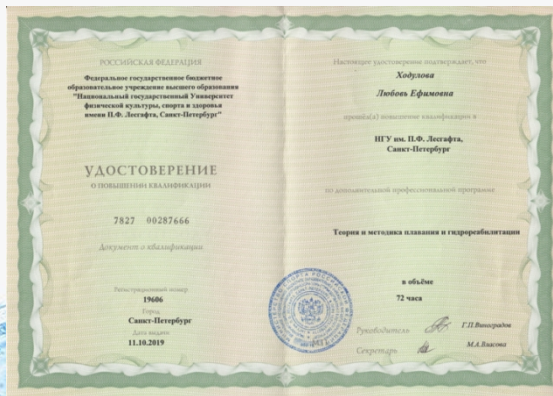 РОССИЙСКАЯ ФЕДЕРАЦИЯ
Федеральное государственное бюджетное
образовательное учреждение высшего образования
"Национальный государственный Университет
физической культуры, спорта и здоровья
имени П.Ф. Лесгафта, Санкт-Петербург"
УДОСТОВЕРЕНИЕ
О ПОВЫШЕНИИ КВАЛИФИКАЦИИ
7827 00287666
Документ о квалификации
Регистрационный номер
19606
Город
Санкт-Петербург
Дата выдачи
11.10.2019
Настоящее удостоверение подтверждает, что
Ходулова
Любовь Ефимовна
прошёл(а) повышение квалификации в
НГУ им. П.Ф. Лесгафта,
Санкт-Петербург
по дополнительной профессиональной программе
Теория и методика плавания и гидрореабилитации
в объёме
72 часа
Руководитель Г.П.Виноградов
Секретарь М.А.Власова